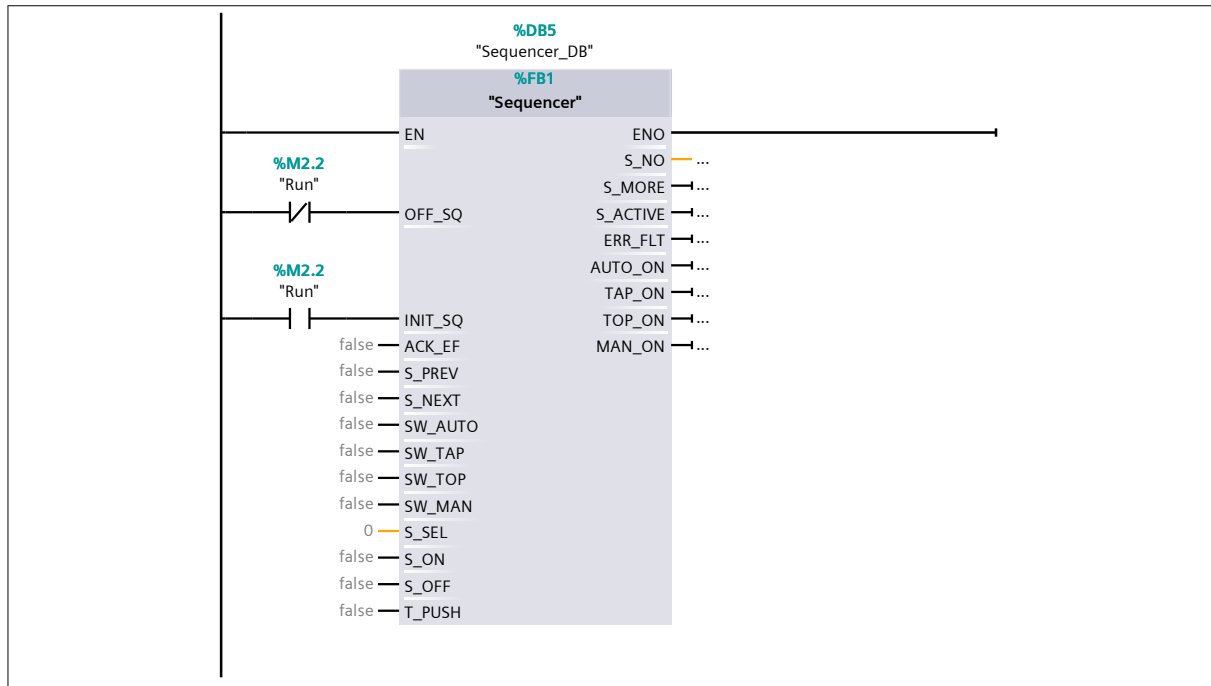 %DB5
"Sequencer_DB"
%FB1
"Sequencer"
EN ENO
S_NO ...
%M2.2
"Run"
S_MORE ...
OFF_SQ S_ACTIVE ...
ERR_FLT ...
%M2.2
"Run"
AUTO_ON ...
TAP_ON ...
INIT_SQ TOP_ON ...
false ACK_EF MAN_ON ...
false S_PREV
false S_NEXT
false SW_AUTO
false SW_TAP
false SW_TOP
false SW_MAN
0 S_SEL
false S_ON
false S_OFF
false T_PUSH